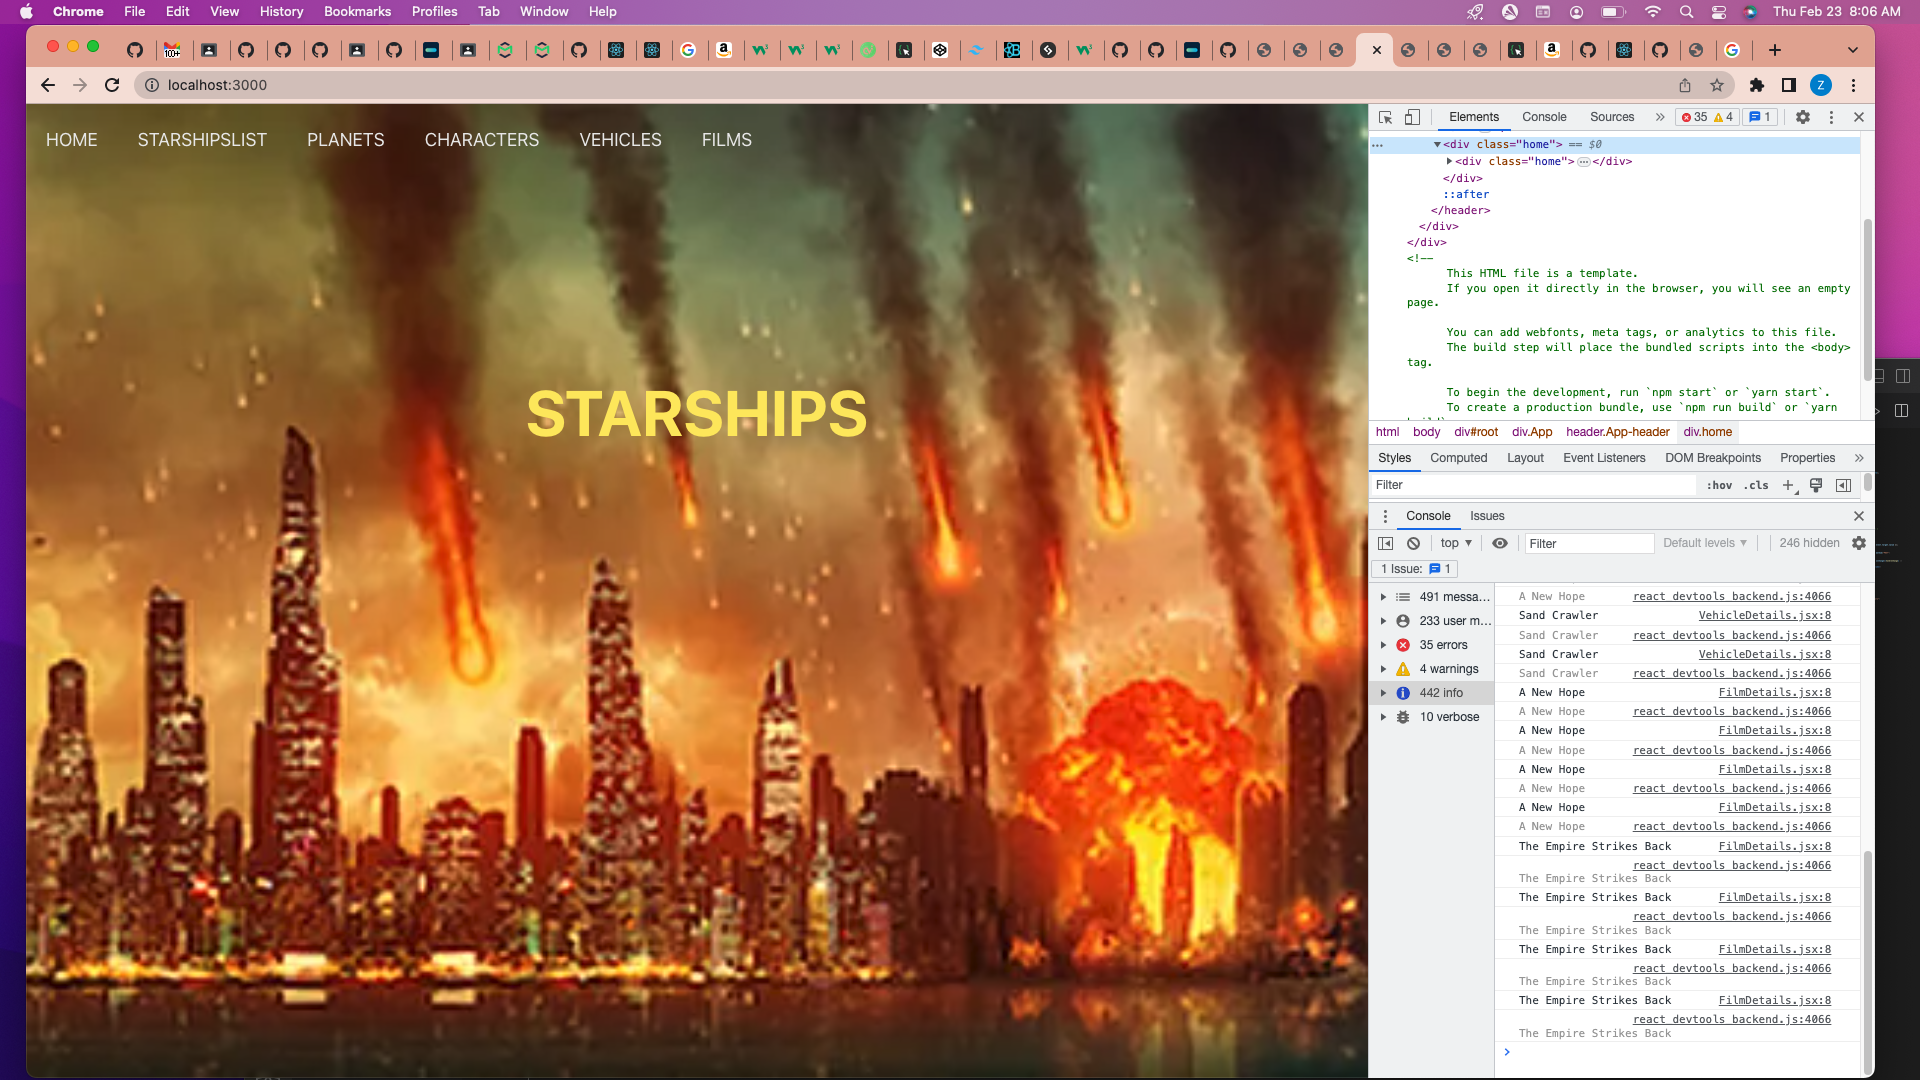 Chrome File Edit View History Bookmarks Profiles Tab Window Help Thu Feb 23 8:06 AM
localhost:3000 Z
HOME STARSHIPSLIST PLANETS CHARACTERS VEHICLES FILMS
STARSHIPS
Elements Console Sources 35 4 1
<div class="home"> == $0
<div class="home">…</div>
</div>
::after
</header>
</div>
</div>
<!--
This HTML file is a template.
If you open it directly in the browser, you will see an empty
page.
You can add webfonts, meta tags, or analytics to this file.
The build step will place the bundled scripts into the <body>
tag.
To begin the development, run `npm start` or `yarn start`.
To create a production bundle, use `npm run build` or `yarn
html body div#root div.App header.App-header div.home
Styles Computed Layout Event Listeners DOM Breakpoints Properties
Filter :hov .cls
Console Issues
top Filter Default levels 246 hidden
1 Issue: 1
491 messa...
233 user m...
35 errors
4 warnings
442 info
10 verbose
A New Hope react_devtools_backend.js:4066
Sand Crawler VehicleDetails.jsx:8
Sand Crawler react_devtools_backend.js:4066
Sand Crawler VehicleDetails.jsx:8
Sand Crawler react_devtools_backend.js:4066
A New Hope FilmDetails.jsx:8
A New Hope react_devtools_backend.js:4066
A New Hope FilmDetails.jsx:8
A New Hope react_devtools_backend.js:4066
A New Hope FilmDetails.jsx:8
A New Hope react_devtools_backend.js:4066
A New Hope FilmDetails.jsx:8
A New Hope react_devtools_backend.js:4066
The Empire Strikes Back FilmDetails.jsx:8
react_devtools_backend.js:4066
The Empire Strikes Back
The Empire Strikes Back FilmDetails.jsx:8
react_devtools_backend.js:4066
The Empire Strikes Back
The Empire Strikes Back FilmDetails.jsx:8
react_devtools_backend.js:4066
The Empire Strikes Back
The Empire Strikes Back FilmDetails.jsx:8
react_devtools_backend.js:4066
The Empire Strikes Back